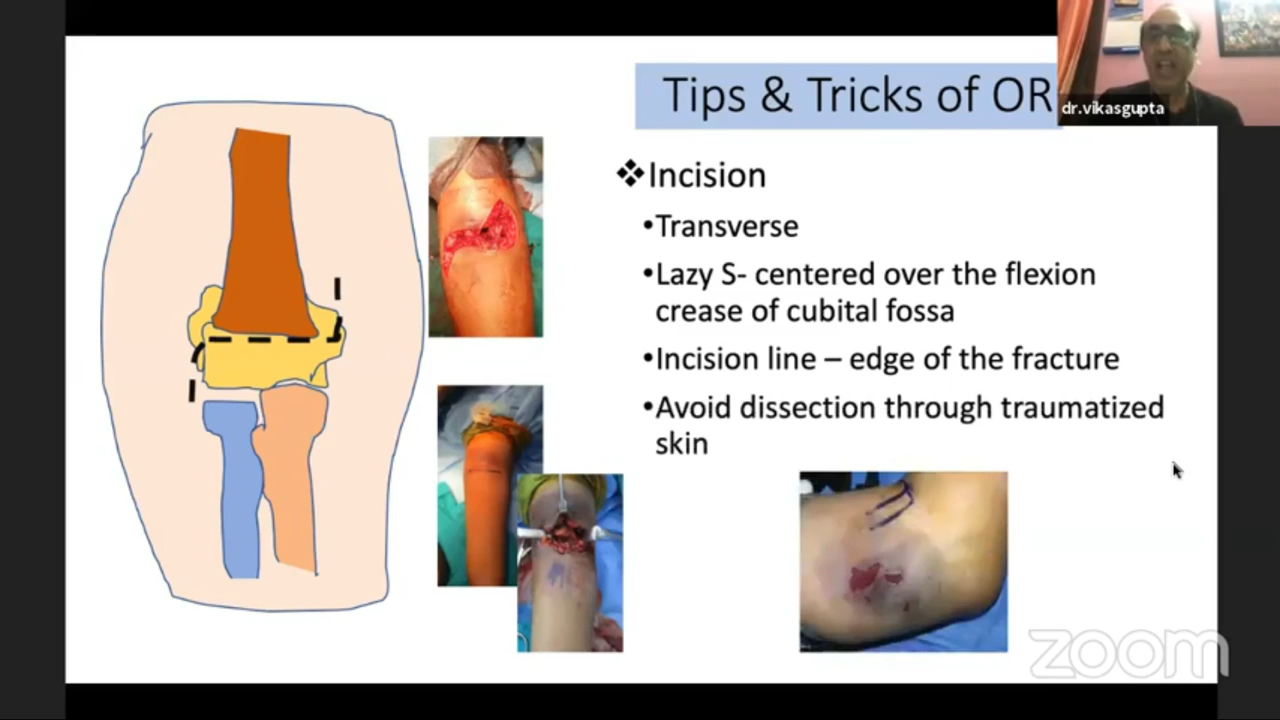 Tips & Tricks of OR
dr.vikasgupta
❖Incision
•Transverse
•Lazy S- centered over the flexion
crease of cubital fossa
•Incision line – edge of the fracture
•Avoid dissection through traumatized
skin
zoom